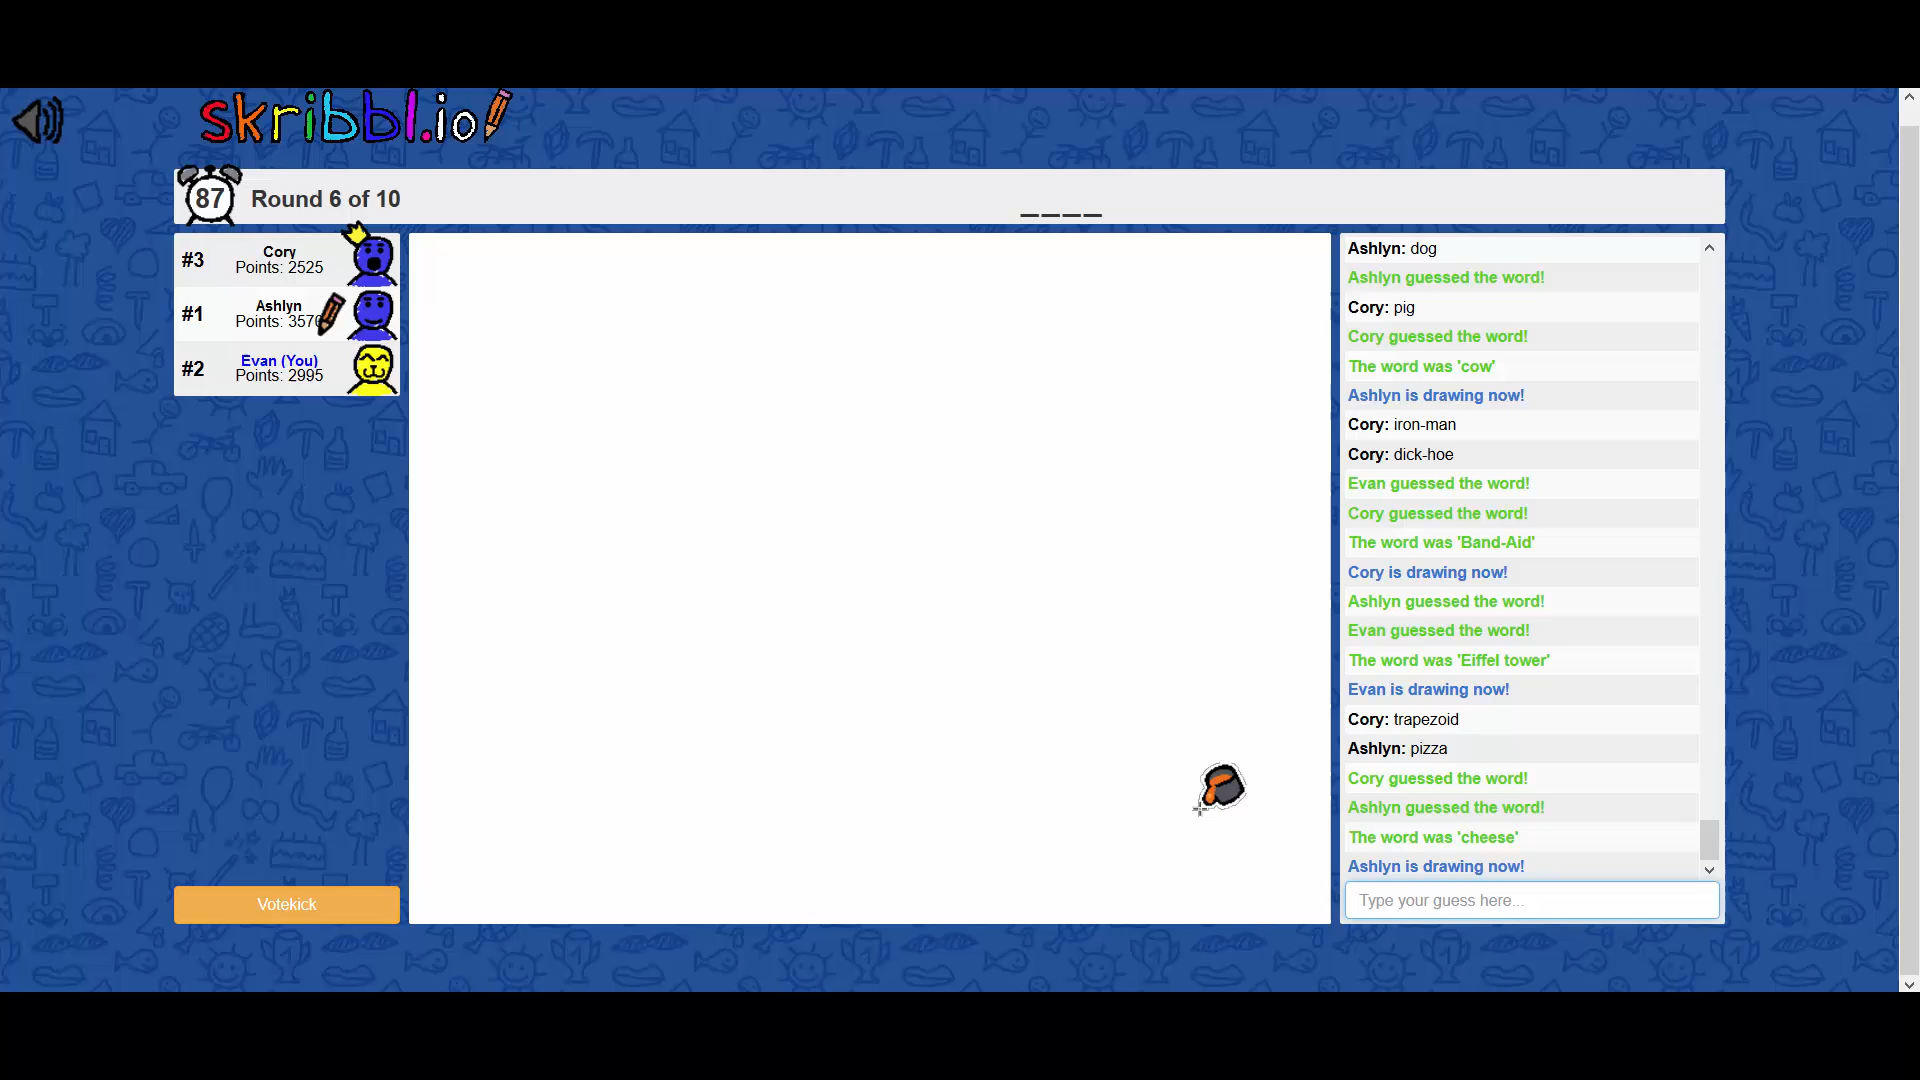 skribbl.io
87
Round 6 of 10
____
#3
Cory
Points: 2525
#1
Ashlyn
Points: 3570
#2
Evan (You)
Points: 2995
Votekick
Ashlyn: dog
Ashlyn guessed the word!
Cory: pig
Cory guessed the word!
The word was 'cow'
Ashlyn is drawing now!
Cory: iron-man
Cory: dick-hoe
Evan guessed the word!
Cory guessed the word!
The word was 'Band-Aid'
Cory is drawing now!
Ashlyn guessed the word!
Evan guessed the word!
The word was 'Eiffel tower'
Evan is drawing now!
Cory: trapezoid
Ashlyn: pizza
Cory guessed the word!
Ashlyn guessed the word!
The word was 'cheese'
Ashlyn is drawing now!
Type your guess here...